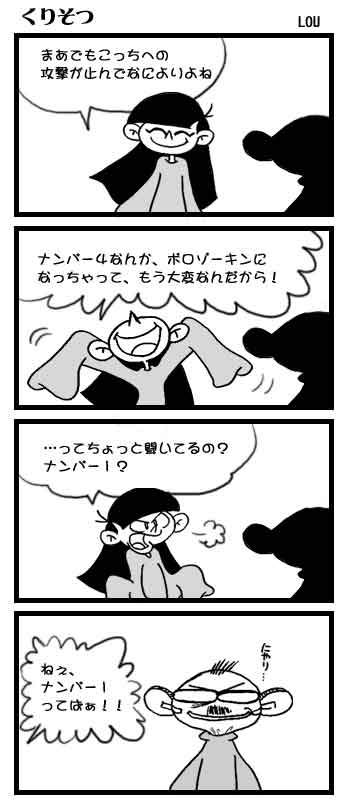 くりそつ
LOU
まあでもこっちへの
攻撃が止んでなによりよね
ナンバー4なんか、ボロゾーキンに
なっちゃって、もう大変なんだから！
…ってちょっと聞いてるの？
ナンバー1？
にやり…
ねぇ、
ナンバー1
ってばぁ！！